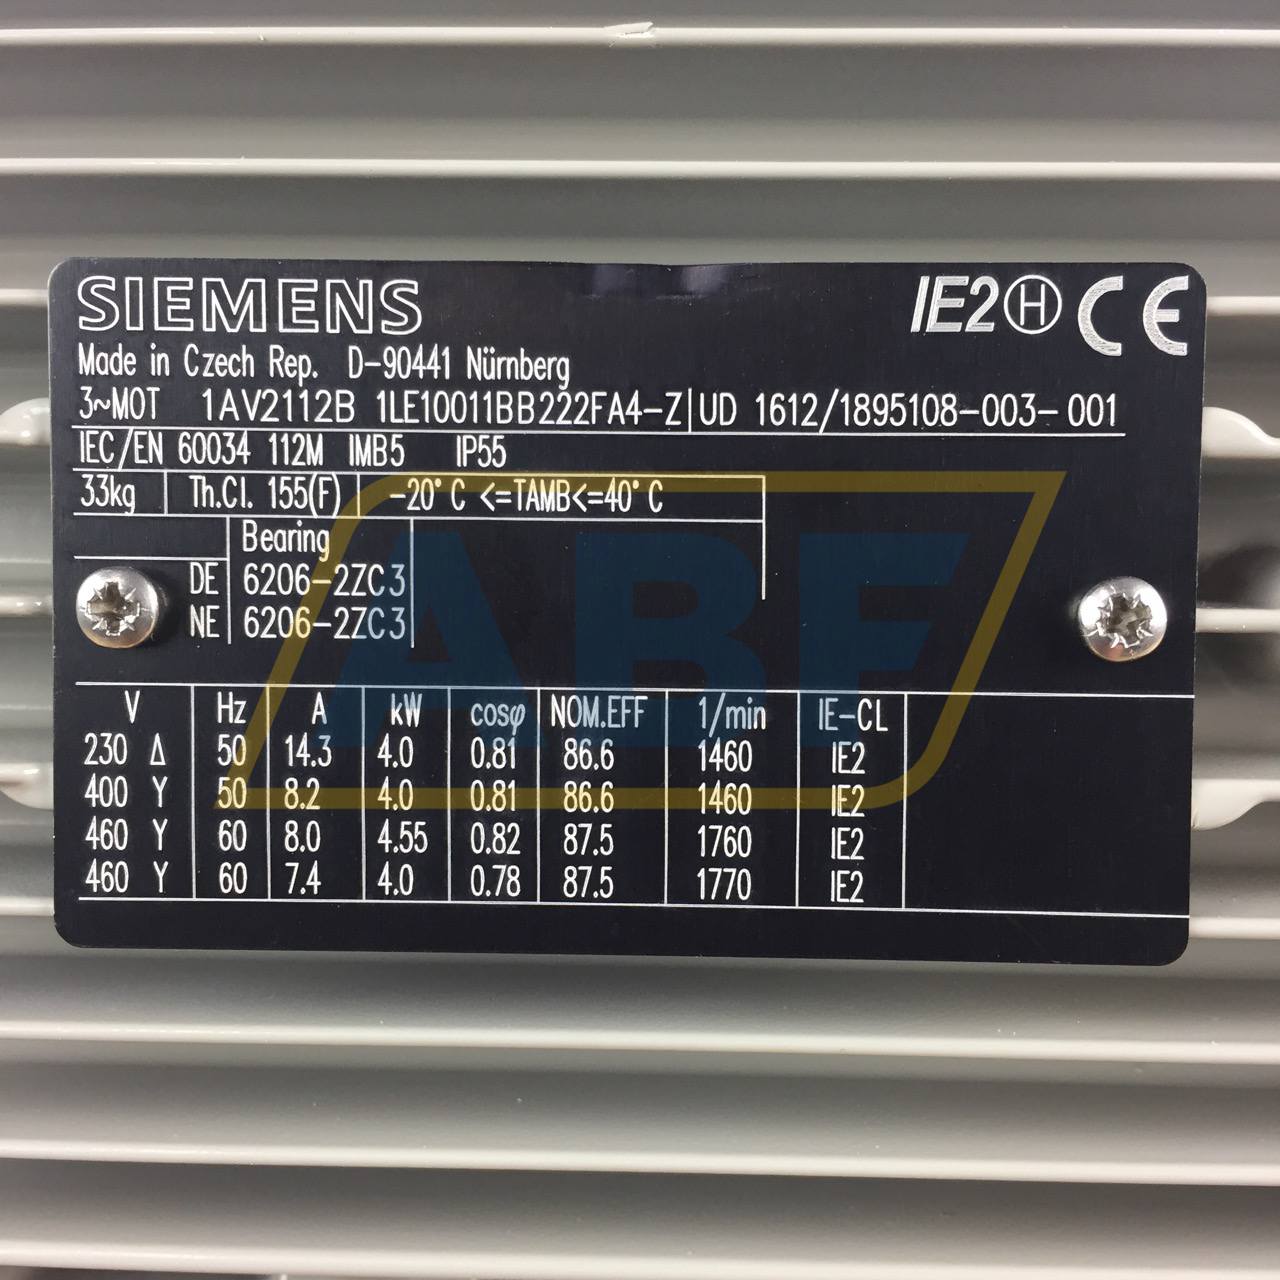 SIEMENS IE2 H CE
Made in Czech Rep. D-90441 Nürnberg
3~MOT 1AV2112B 1LE10011BB222FA4-Z UD 1612/1895108-003-001
IEC/EN 60034 112M IMB5 IP55
33kg Th.Cl. 155(F) -20°C <=TAMB<=40°C
Bearing
DE 6206-2ZC3
NE 6206-2ZC3
V Hz A kW cosφ NOM.EFF 1/min IE-CL
230 Δ 50 14.3 4.0 0.81 86.6 1460 IE2
400 Y 50 8.2 4.0 0.81 86.6 1460 IE2
460 Y 60 8.0 4.55 0.82 87.5 1760 IE2
460 Y 60 7.4 4.0 0.78 87.5 1770 IE2
ABF